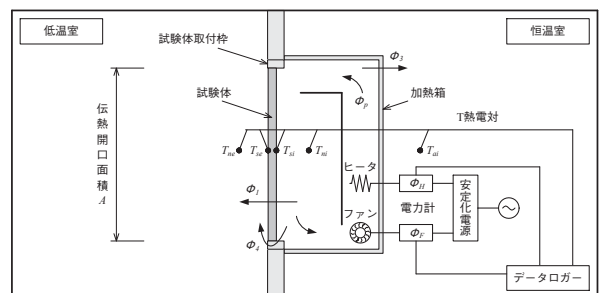 低温室
恒温室
試験体取付枠
Φ3
試験体
Φp
加熱箱
伝熱開口面積A
T熱電対
Tne
Tse
Tsi
Tni
Tai
ヒータ
ΦH
Φ1
電力計
安定化電源
ファン
ΦF
Φ4
データロガー